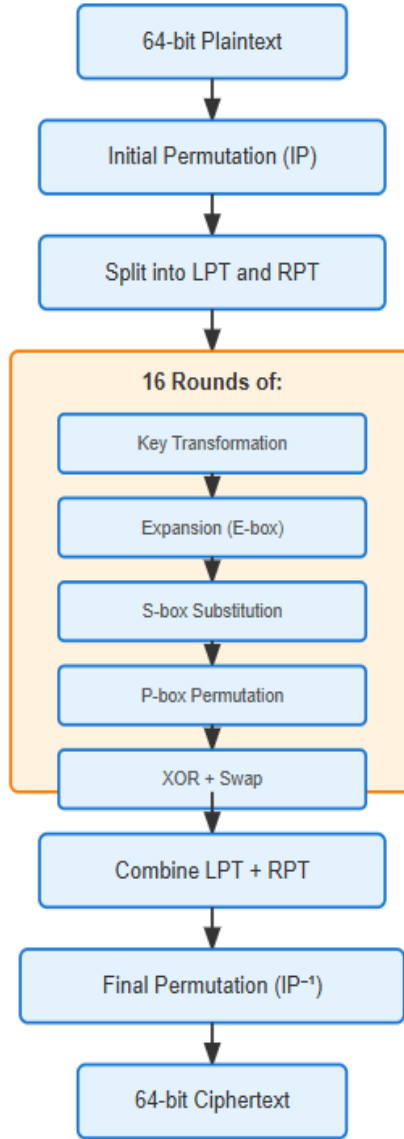 64-bit Plaintext
Initial Permutation (IP)
Split into LPT and RPT
16 Rounds of:
Key Transformation
Expansion (E-box)
S-box Substitution
P-box Permutation
XOR + Swap
Combine LPT + RPT
Final Permutation (IP⁻¹)
64-bit Ciphertext